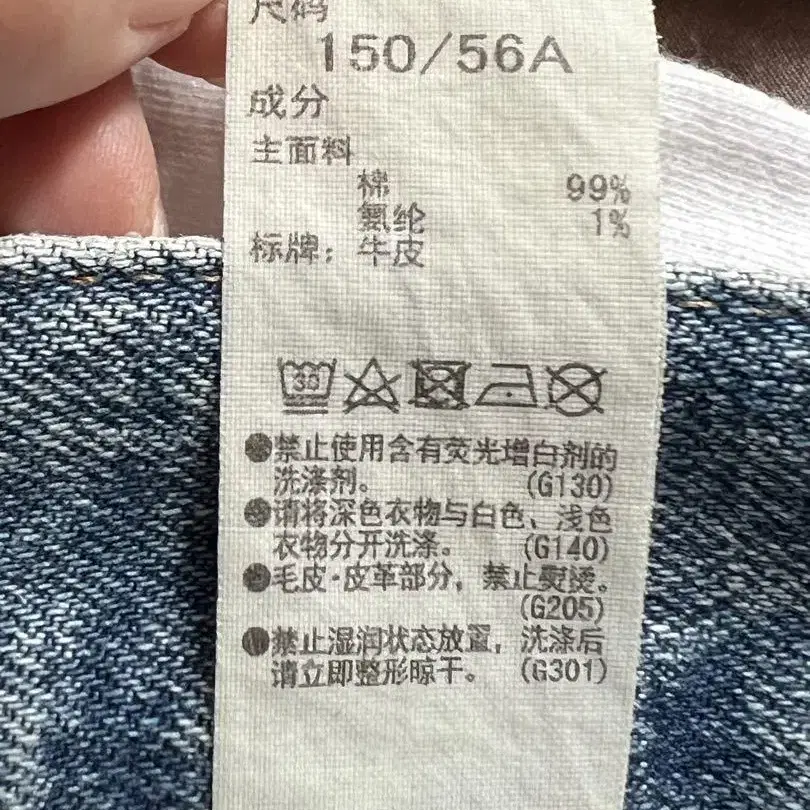 尺码
150/56A
成分
主面料
棉 99%
氨纶 1%
标牌：牛皮
30
●禁止使用含有荧光增白剂的
洗涤剂。 (G130)
●请将深色衣物与白色、浅色
衣物分开洗涤。 (G140)
●毛皮·皮革部分，禁止熨烫。
(G205)
●禁止湿润状态放置，洗涤后
请立即整形晾干。 (G301)